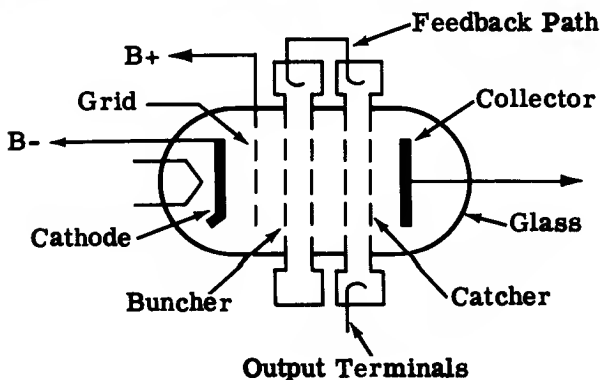 Feedback Path
B+
Grid
Collector
B-
Glass
Cathode
Buncher
Catcher
Output Terminals